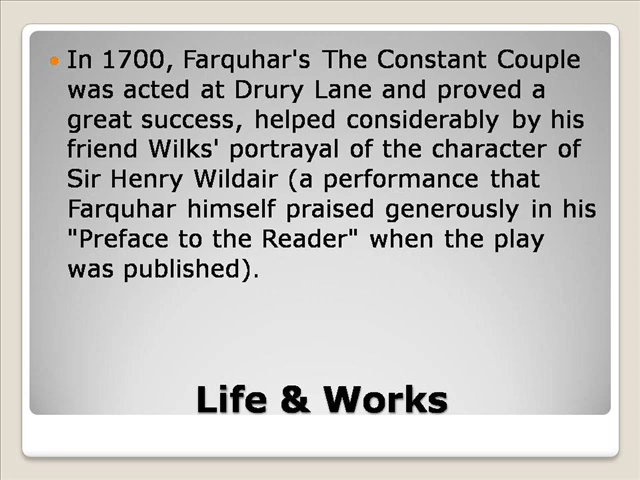 In 1700, Farquhar's The Constant Couple
was acted at Drury Lane and proved a
great success, helped considerably by his
friend Wilks' portrayal of the character of
Sir Henry Wildair (a performance that
Farquhar himself praised generously in his
"Preface to the Reader" when the play
was published).
Life & Works